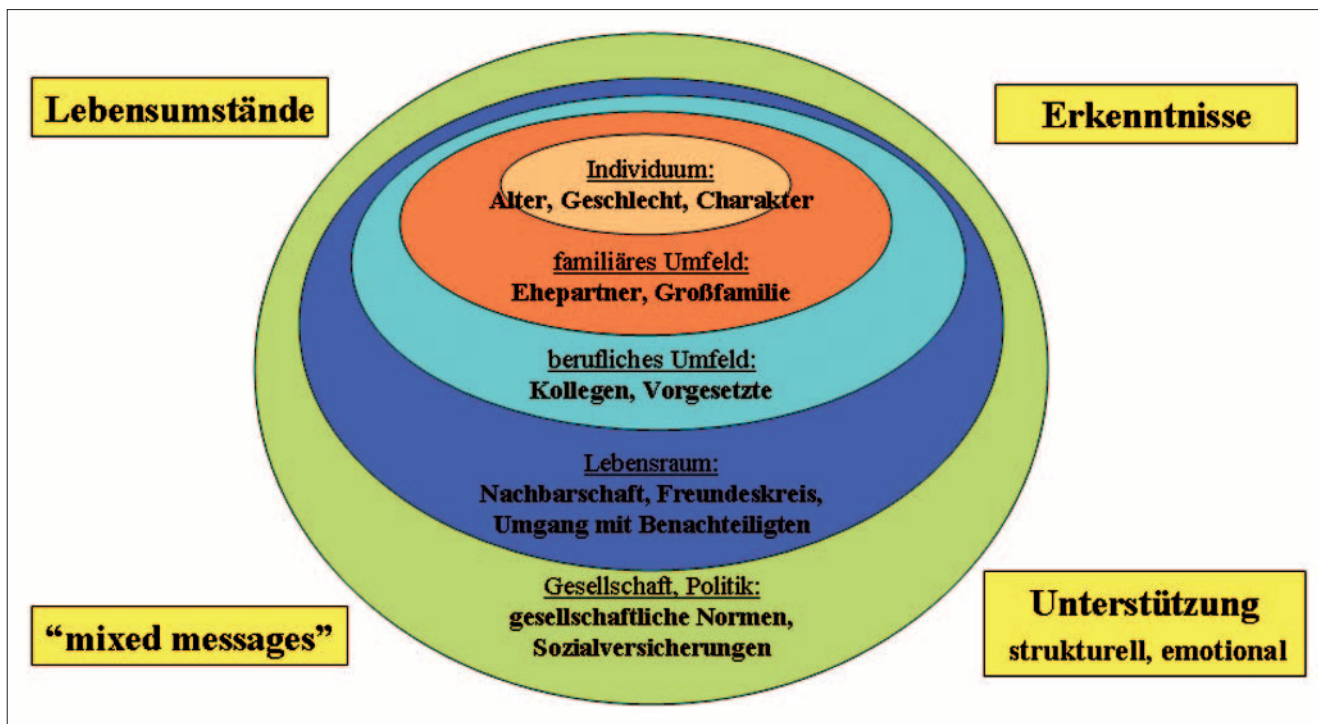 Lebensumstände
Erkenntnisse
Individuum:
Alter, Geschlecht, Charakter
familiäres Umfeld:
Ehepartner, Großfamilie
berufliches Umfeld:
Kollegen, Vorgesetzte
Lebensraum:
Nachbarschaft, Freundeskreis,
Umgang mit Benachteiligten
Gesellschaft, Politik:
gesellschaftliche Normen,
Sozialversicherungen
“mixed messages”
Unterstützung
strukturell, emotional